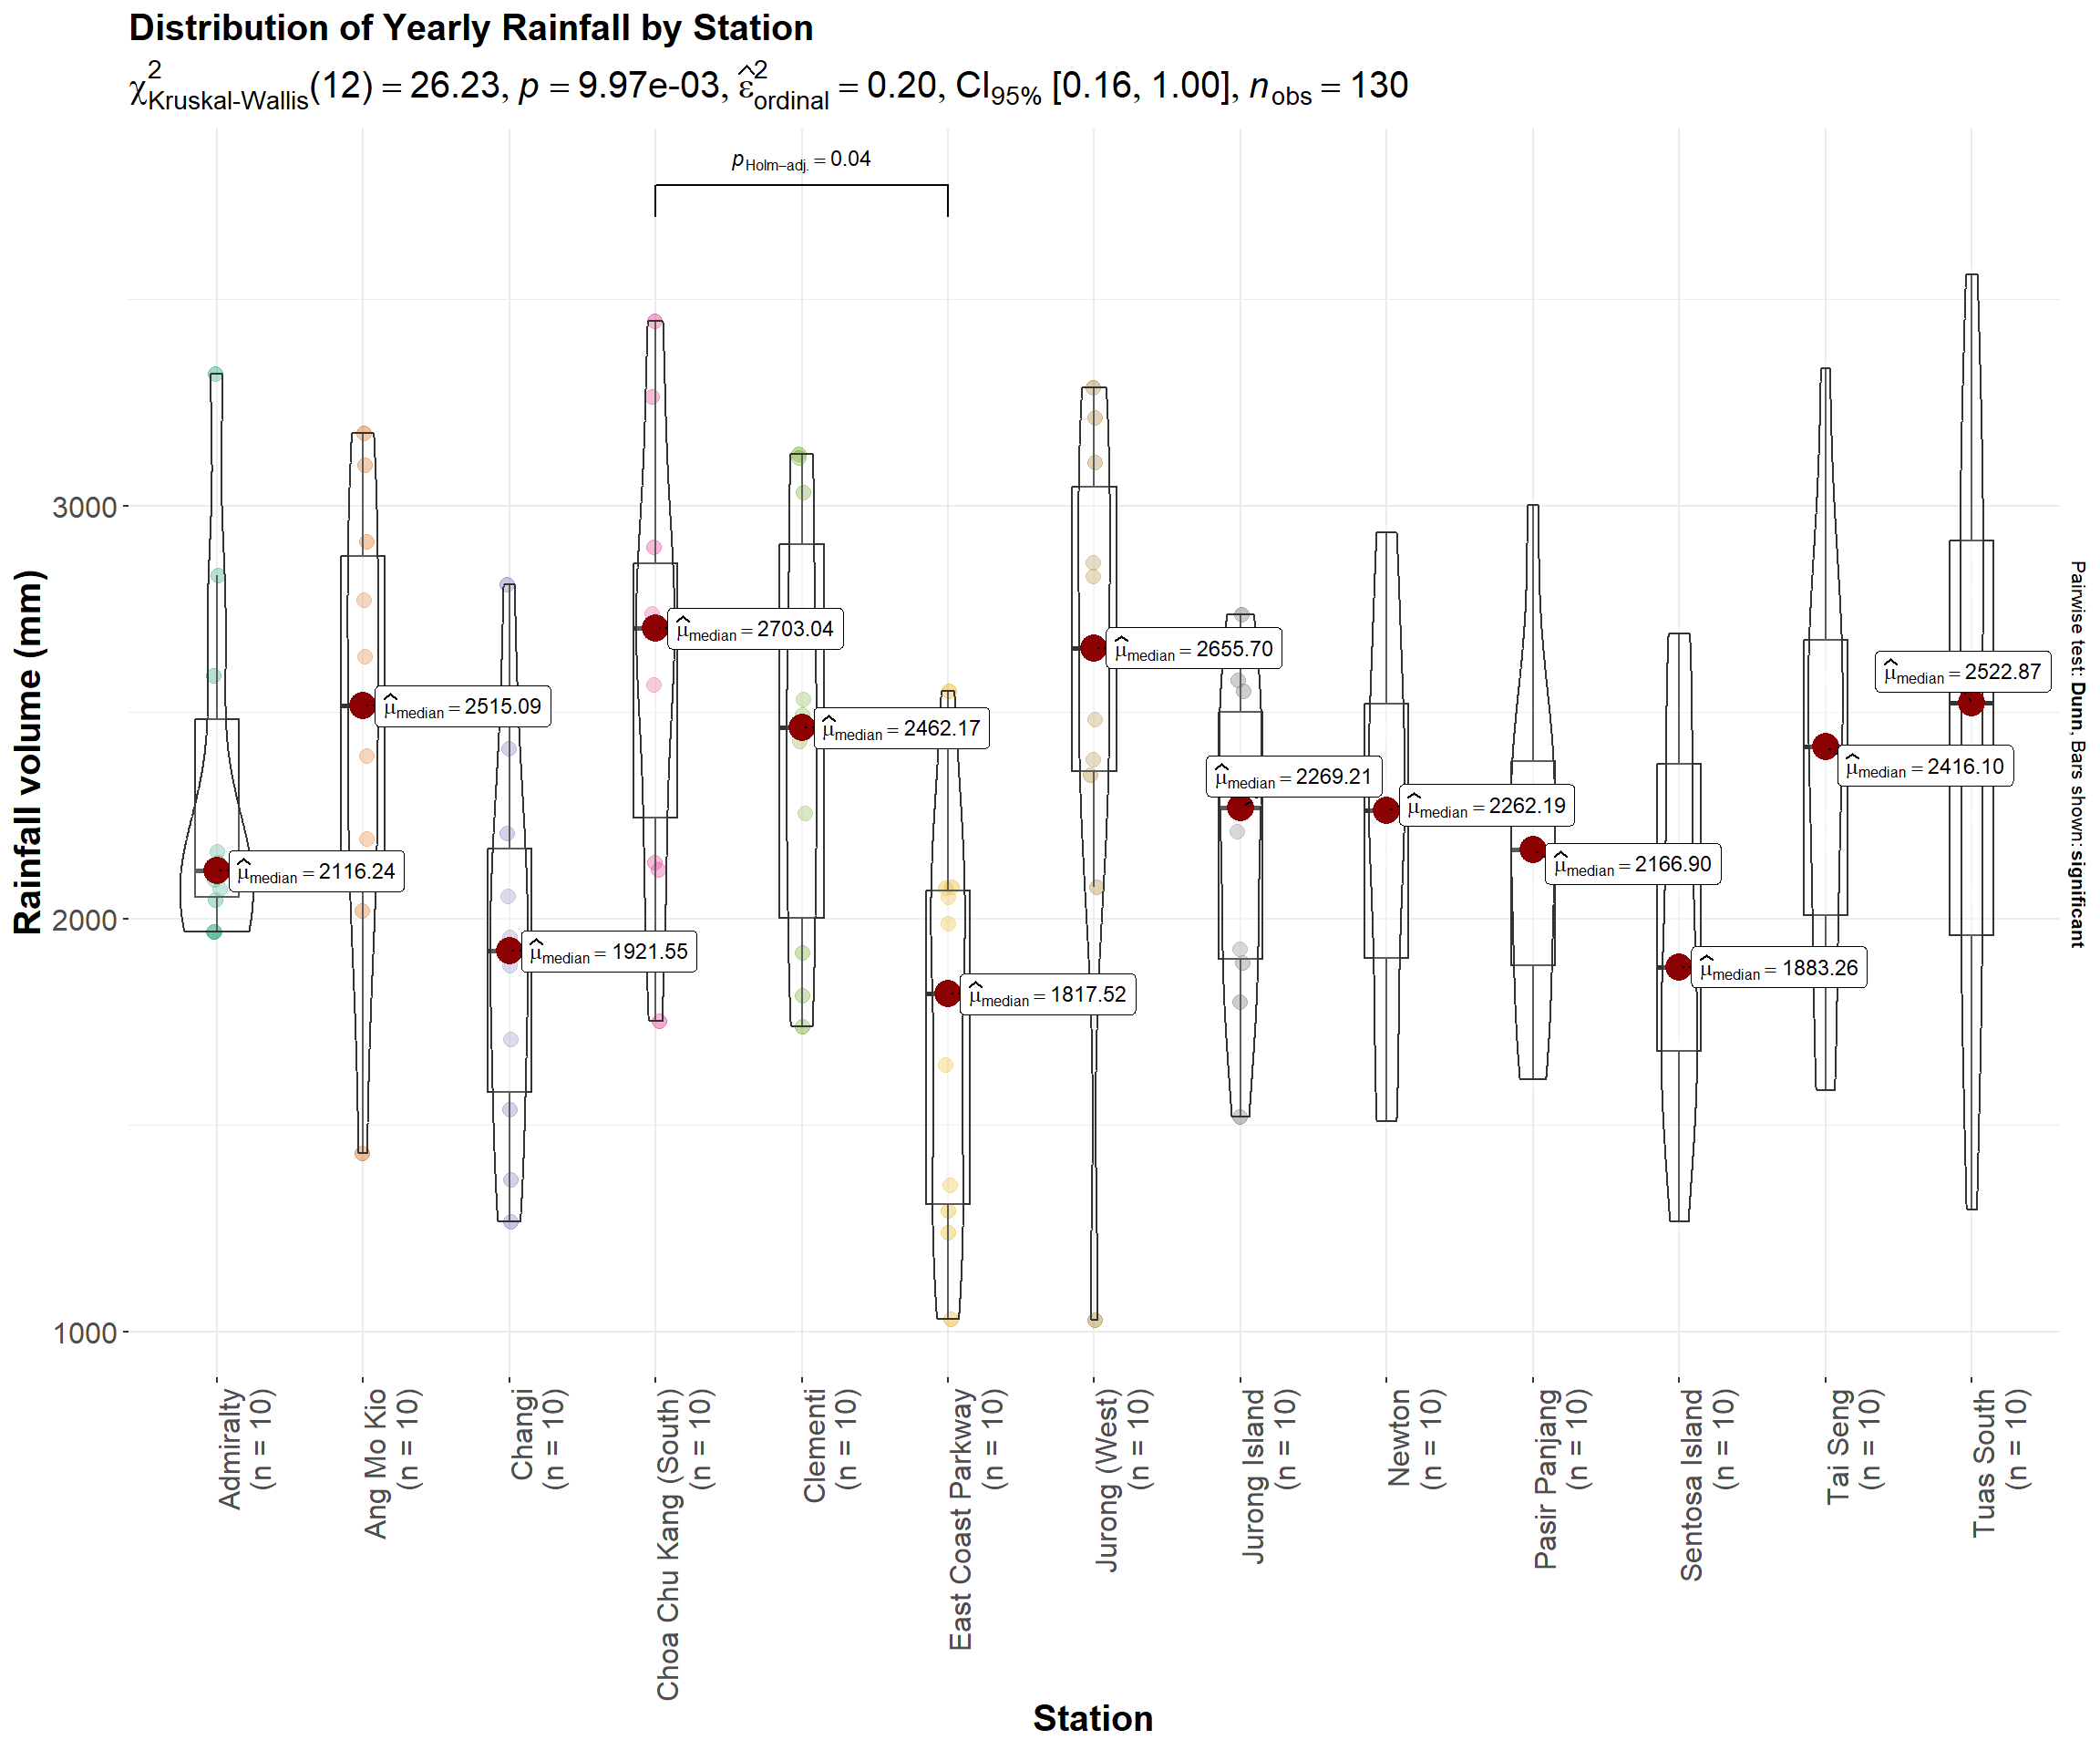 Distribution of Yearly Rainfall by Station
χ²Kruskal-Wallis(12) = 26.23, p = 9.97e-03, ε̂²ordinal = 0.20, CI95% [0.16, 1.00], nobs = 130
pHolm−adj. = 0.04
Rainfall volume (mm)
3000
2000
1000
μ̂median = 2116.24
μ̂median = 2515.09
μ̂median = 1921.55
μ̂median = 2703.04
μ̂median = 2462.17
μ̂median = 1817.52
μ̂median = 2655.70
μ̂median = 2269.21
μ̂median = 2262.19
μ̂median = 2166.90
μ̂median = 1883.26
μ̂median = 2416.10
μ̂median = 2522.87
Pairwise test: Dunn, Bars shown: significant
Admiralty
(n = 10)
Ang Mo Kio
(n = 10)
Changi
(n = 10)
Choa Chu Kang (South)
(n = 10)
Clementi
(n = 10)
East Coast Parkway
(n = 10)
Jurong (West)
(n = 10)
Jurong Island
(n = 10)
Newton
(n = 10)
Pasir Panjang
(n = 10)
Sentosa Island
(n = 10)
Tai Seng
(n = 10)
Tuas South
(n = 10)
Station